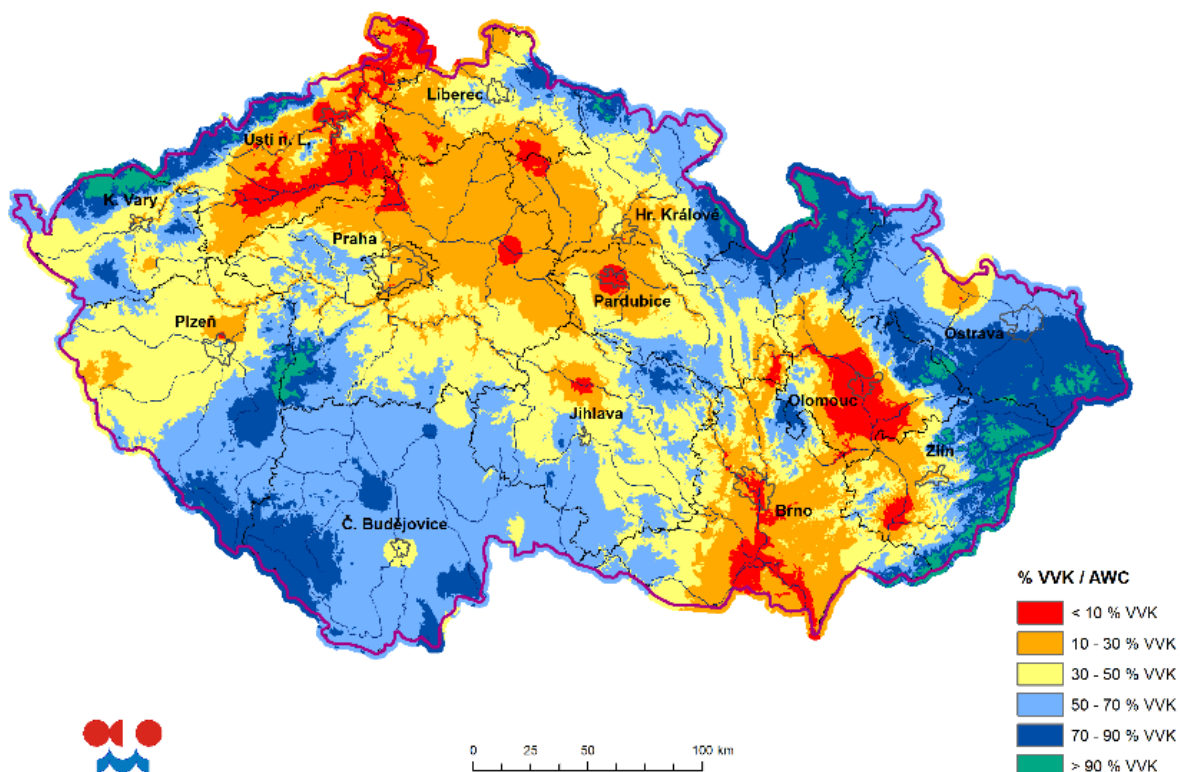 Liberec
Ústí n. L.
K. Vary
Praha
Hr. Králové
Pardubice
Plzeň
Ostrava
Olomouc
Jihlava
Zlín
Brno
Č. Budějovice
% VVK / AWC
< 10 % VVK
10 - 30 % VVK
30 - 50 % VVK
50 - 70 % VVK
70 - 90 % VVK
> 90 % VVK
0 25 50 100 km